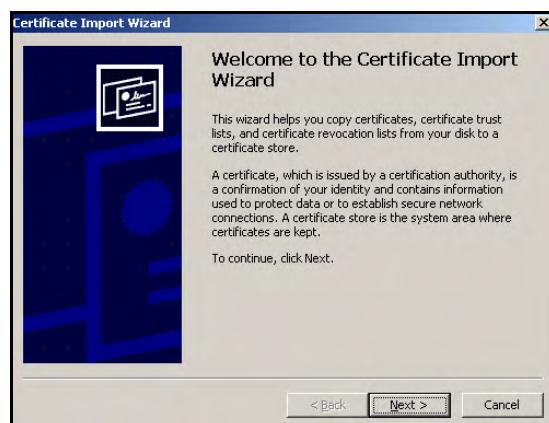 Certificate Import Wizard
Welcome to the Certificate Import
Wizard
This wizard helps you copy certificates, certificate trust
lists, and certificate revocation lists from your disk to a
certificate store.
A certificate, which is issued by a certification authority, is
a confirmation of your identity and contains information
used to protect data or to establish secure network
connections. A certificate store is the system area where
certificates are kept.
To continue, click Next.
< Back
Next >
Cancel